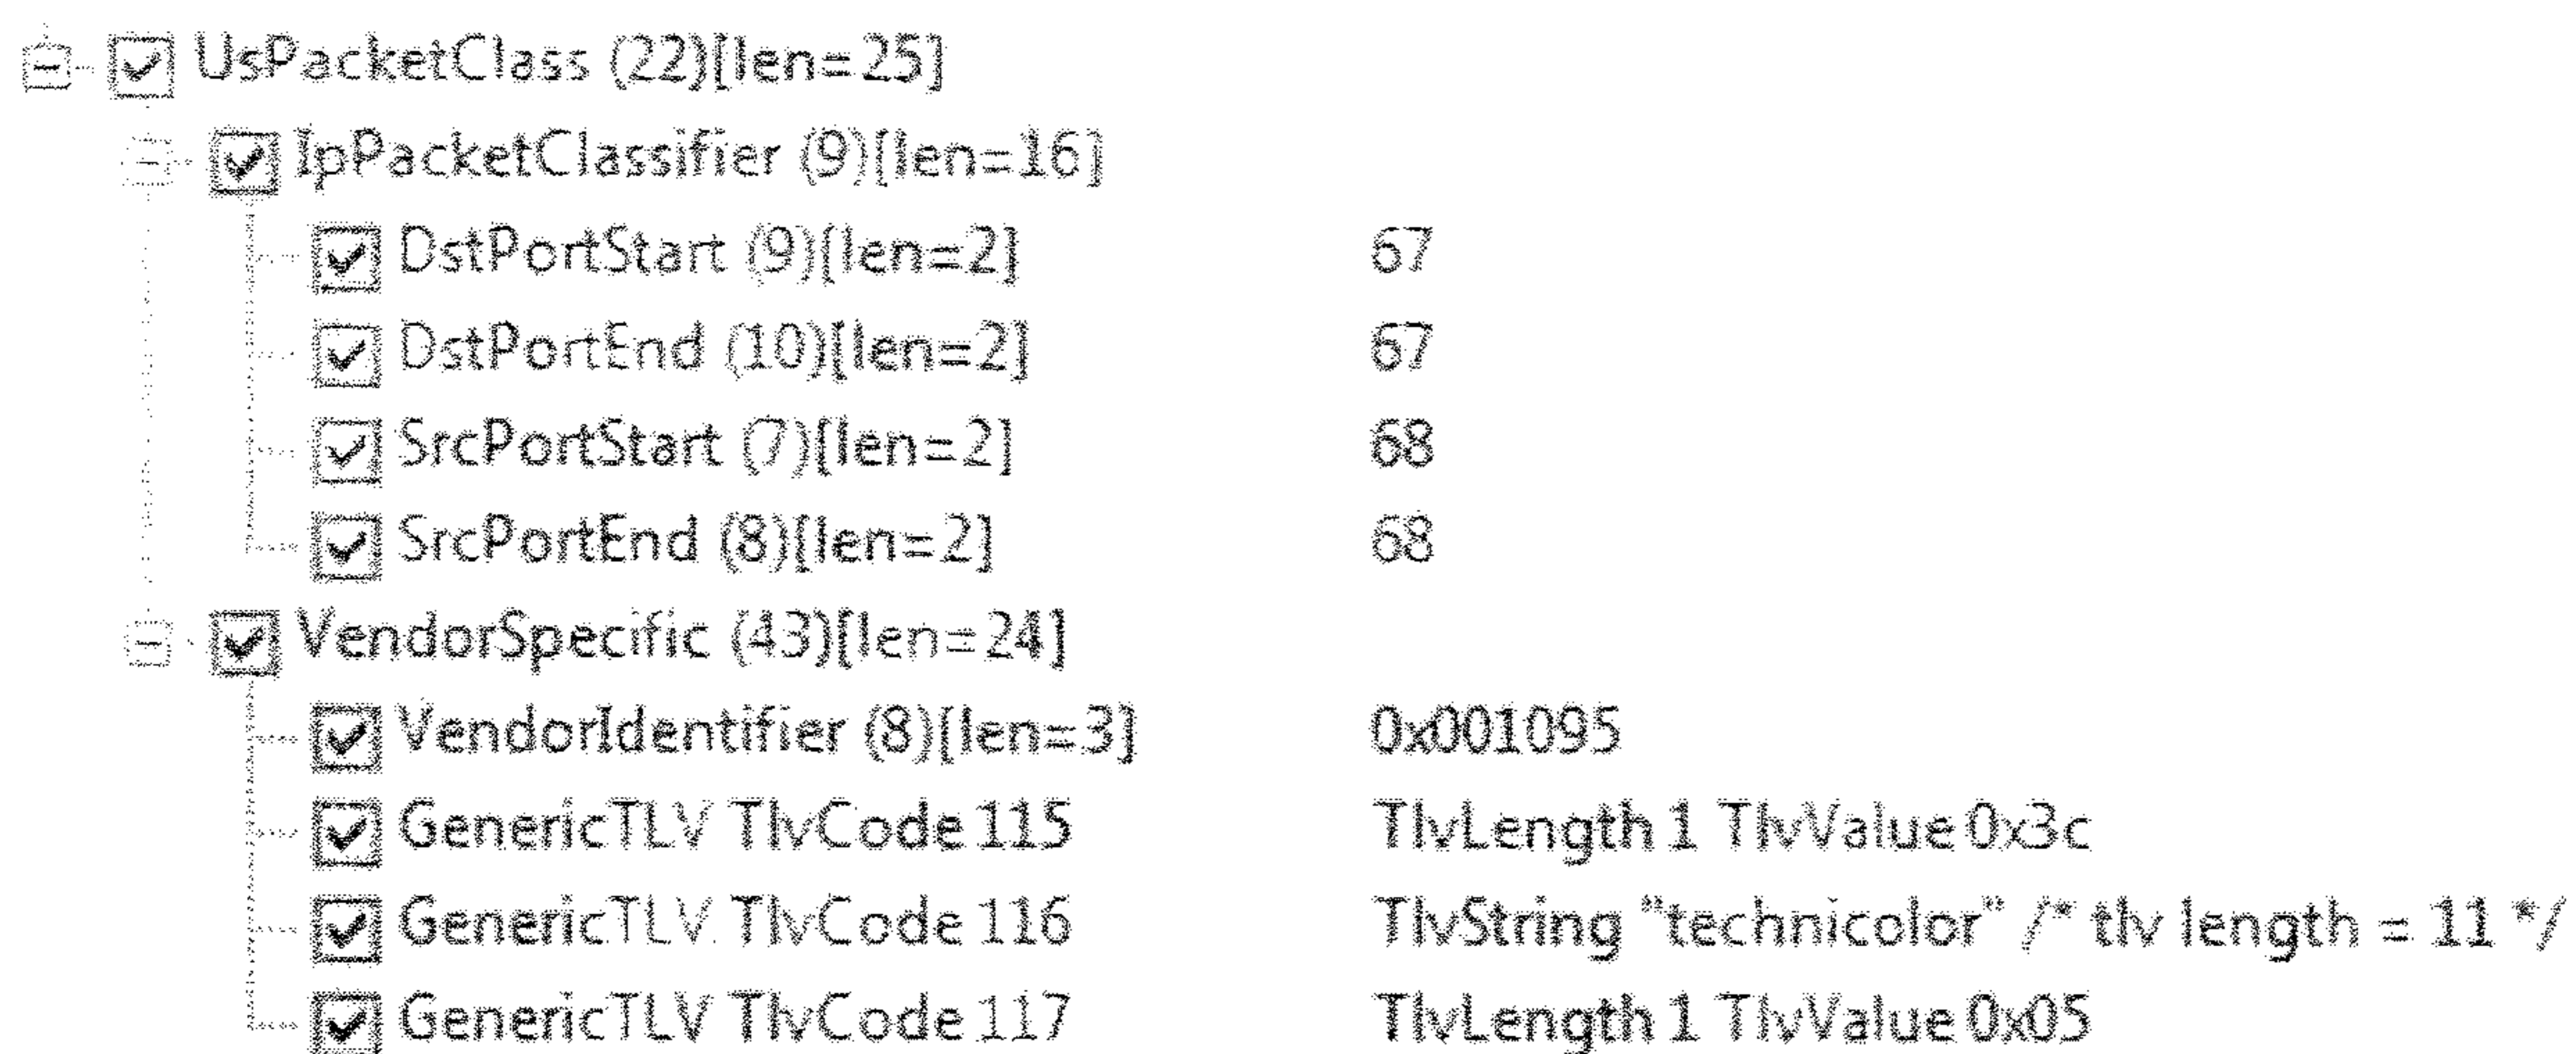 UsPacketClass (22)[len=25]
IpPacketClassifier (9)[len=16]
DstPortStart (9)[len=2] 67
DstPortEnd (10)[len=2] 67
SrcPortStart (7)[len=2] 68
SrcPortEnd (8)[len=2] 68
VendorSpecific (43)[len=24]
VendorIdentifier (8)[len=3] 0x001095
GenericTLV TlvCode 115 TlvLength 1 TlvValue 0x3c
GenericTLV TlvCode 116 TlvString "technicolor" /* tlv length = 11 */
GenericTLV TlvCode 117 TlvLength 1 TlvValue 0x05